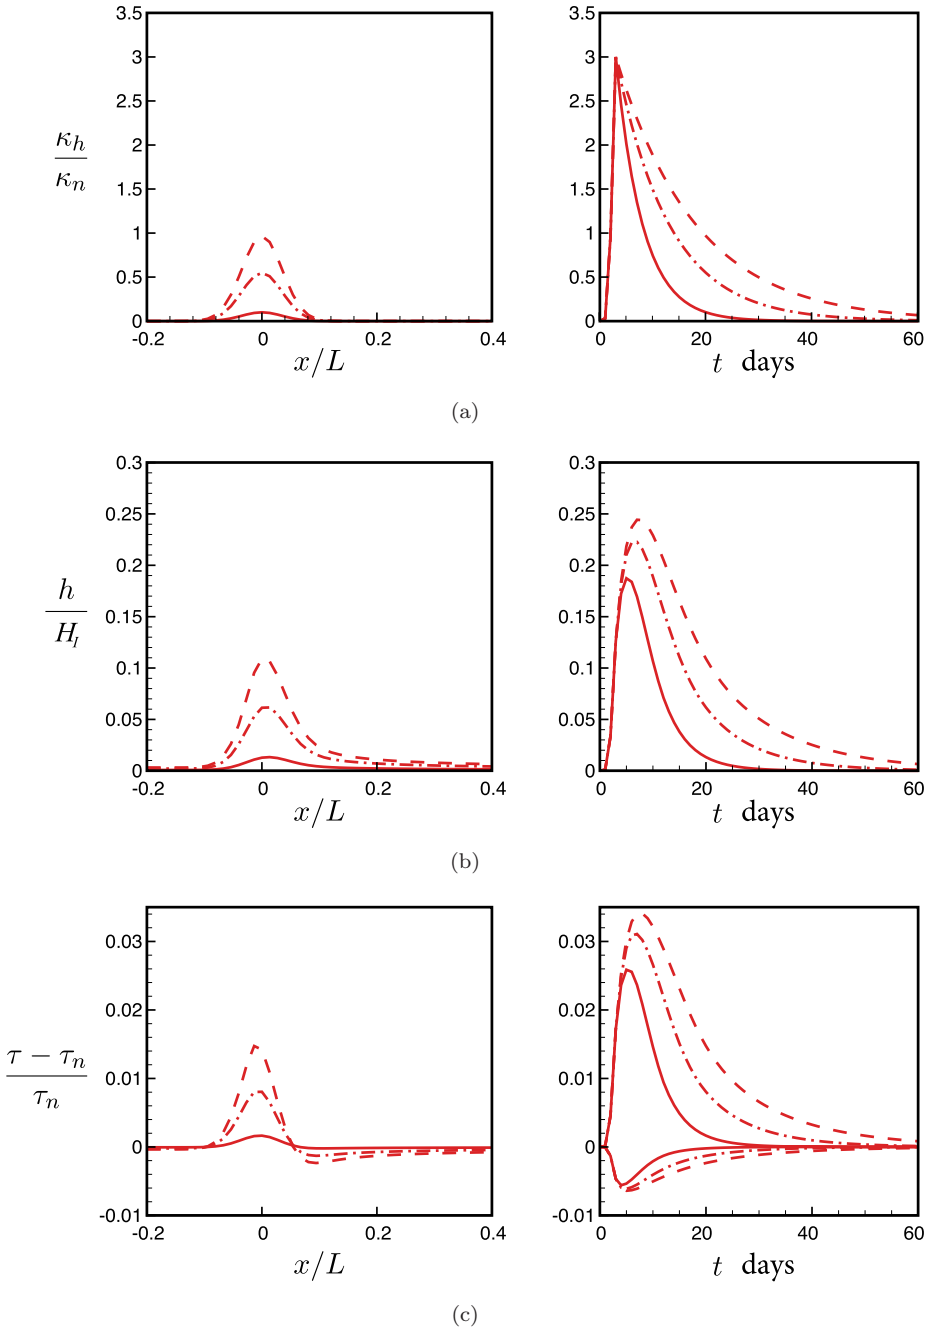 3.5 3.5
3 3
2.5 2.5
2 2
κ_h / κ_n
1.5 1.5
1 1
0.5 0.5
0 0
-0.2 0 0.2 0.4 0 20 40 60
x/L t days
(a)
0.3 0.3
0.25 0.25
0.2 0.2
h / H_I
0.15 0.15
0.1 0.1
0.05 0.05
0 0
-0.2 0 0.2 0.4 0 20 40 60
x/L t days
(b)
0.03 0.03
0.02 0.02
τ − τ_n / τ_n
0.01 0.01
0 0
-0.01 -0.01
-0.2 0 0.2 0.4 0 20 40 60
x/L t days
(c)